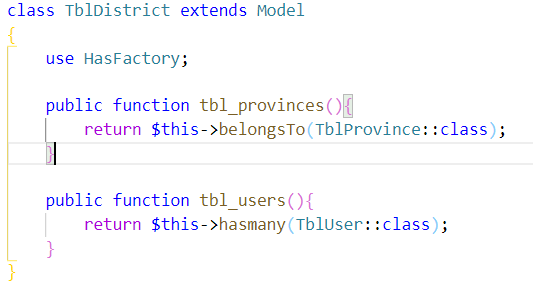 class TblDistrict extends Model
{
    use HasFactory;

    public function tbl_provinces(){
        return $this->belongsTo(TblProvince::class);
    }

    public function tbl_users(){
        return $this->hasmany(TblUser::class);
    }
}